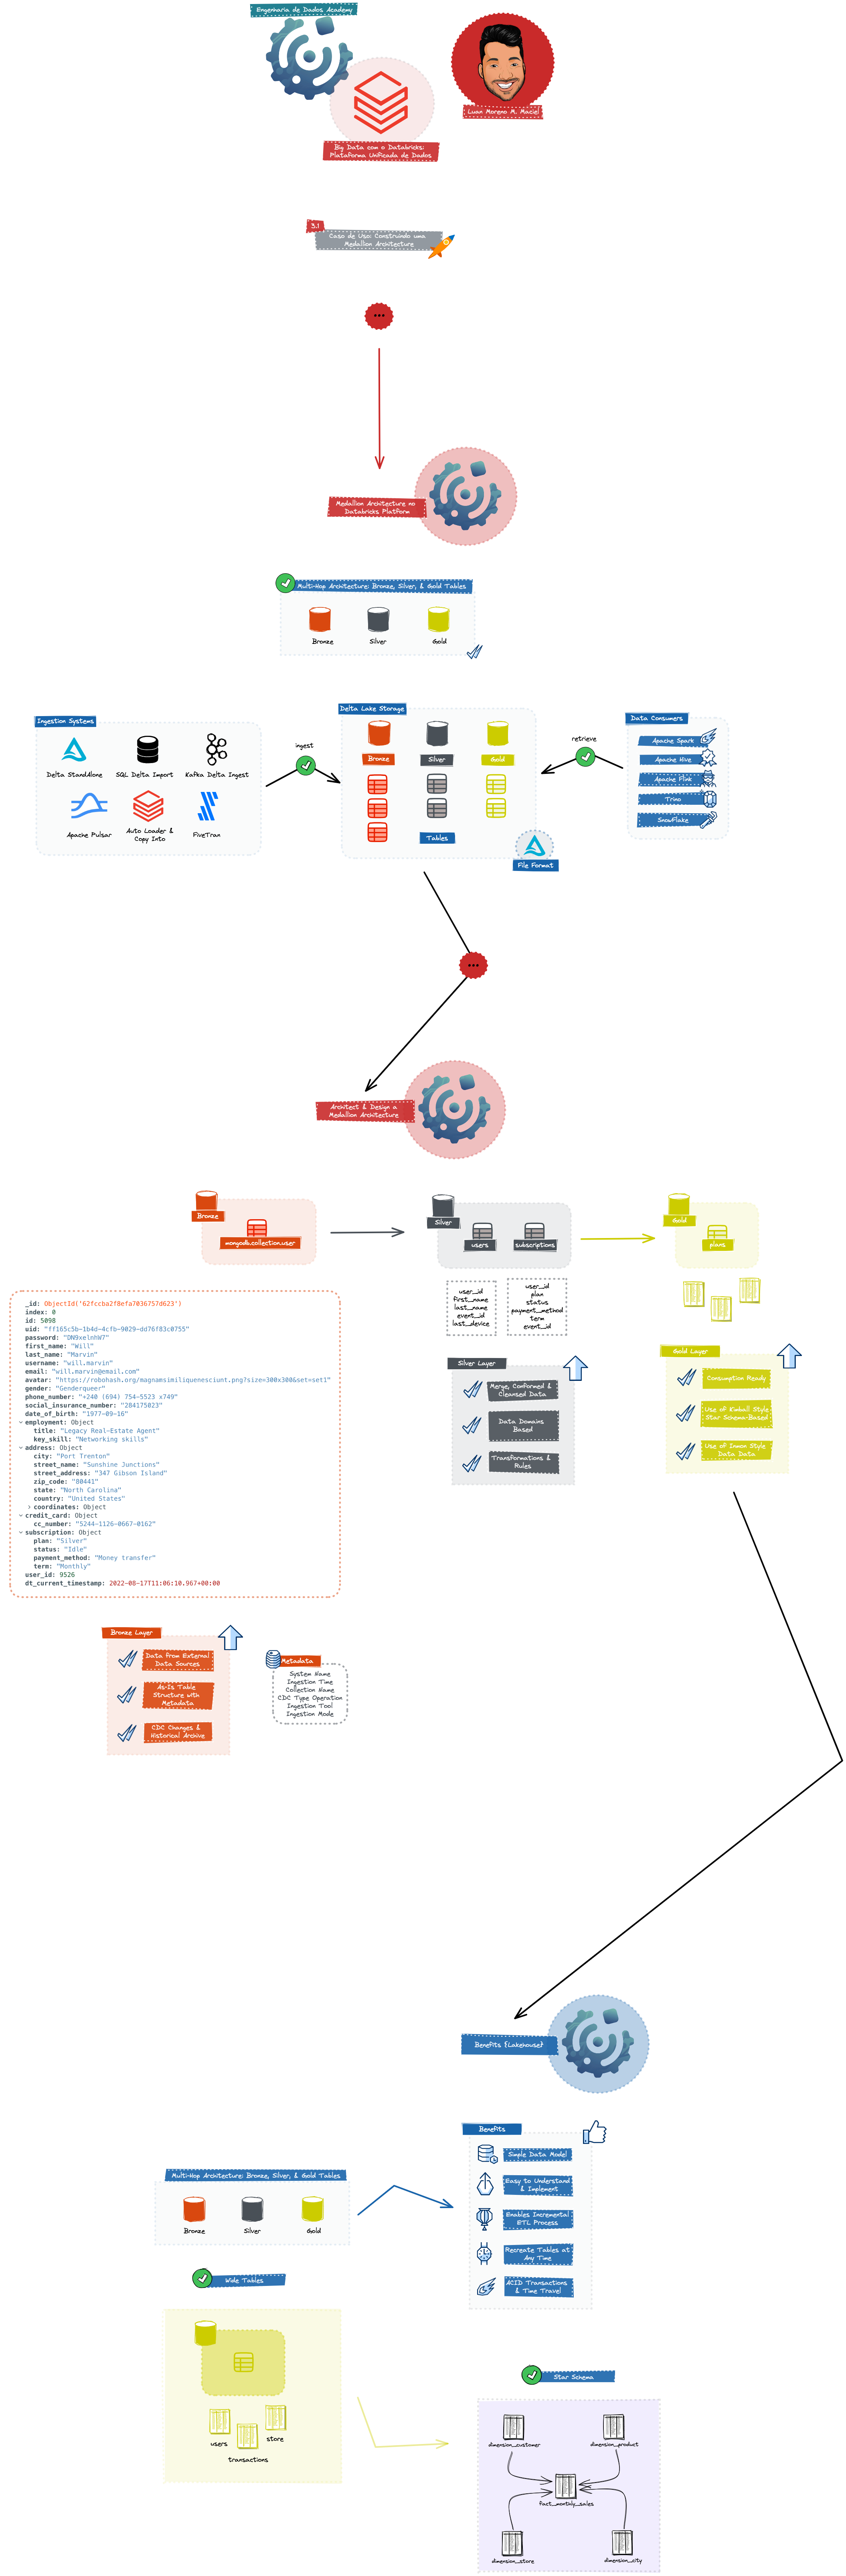 Engenharia de Dados Academy
Luan Moreno M. Maciel
Big Data com o Databricks:
Plataforma Unificada de Dados
3.1
Caso de Uso: Construindo uma
Medallion Architecture
Medallion Architecture no
Databricks Platform
Multi-Hop Architecture: Bronze, Silver, & Gold Tables
Bronze
Silver
Gold
Ingestion Systems
Delta StandAlone
SQL Delta Import
Kafka Delta Ingest
Apache Pulsar
Auto Loader &
Copy Into
FiveTran
ingest
Delta Lake Storage
Bronze
Silver
Gold
Tables
File Format
retrieve
Data Consumers
Apache Spark
Apache Hive
Apache Flink
Trino
Snowflake
Architect & Design a
Medallion Architecture
Bronze
mongodb.collection.user
Silver
users
subscriptions
Gold
plans
user_id
first_name
last_name
event_id
last_device
user_id
plan
status
payment_method
term
event_id
_id: ObjectId('62fccba2f8efa7036757d623')
index: 0
id: 5098
uid: "ff165c5b-1b4d-4cfb-9029-dd76f83c0755"
password: "DN9xelnhW7"
first_name: "Will"
last_name: "Marvin"
username: "will.marvin"
email: "will.marvin@email.com"
avatar: "https://robohash.org/magnamsimiliquenesciunt.png?size=300x300&set=set1"
gender: "Genderqueer"
phone_number: "+240 (694) 754-5523 x749"
social_insurance_number: "284175023"
date_of_birth: "1977-09-16"
employment: Object
title: "Legacy Real-Estate Agent"
key_skill: "Networking skills"
address: Object
city: "Port Trenton"
street_name: "Sunshine Junctions"
street_address: "347 Gibson Island"
zip_code: "80441"
state: "North Carolina"
country: "United States"
coordinates: Object
credit_card: Object
cc_number: "5244-1126-0667-0162"
subscription: Object
plan: "Silver"
status: "Idle"
payment_method: "Money transfer"
term: "Monthly"
user_id: 9526
dt_current_timestamp: 2022-08-17T11:06:10.967+00:00
Silver Layer
Merge, Conformed &
Cleansed Data
Data Domains
Based
Transformations &
Rules
Gold Layer
Consumption Ready
Use of Kimball Style
Star Schema-Based
Use of Inmon Style
Data Data
Bronze Layer
Data from External
Data Sources
As-Is Table
Structure with
Metadata
CDC Changes &
Historical Archive
Metadata
System Name
Ingestion Time
Collection Name
CDC Type Operation
Ingestion Tool
Ingestion Mode
Benefits {Lakehouse}
Multi-Hop Architecture: Bronze, Silver, & Gold Tables
Bronze
Silver
Gold
Benefits
Simple Data Model
Easy to Understand
& Implement
Enables Incremental
ETL Process
Recreate Tables at
Any Time
ACID Transactions
& Time Travel
Wide Tables
users
store
transactions
Star Schema
dimension_customer
dimension_product
fact_monthly_sales
dimension_store
dimension_city